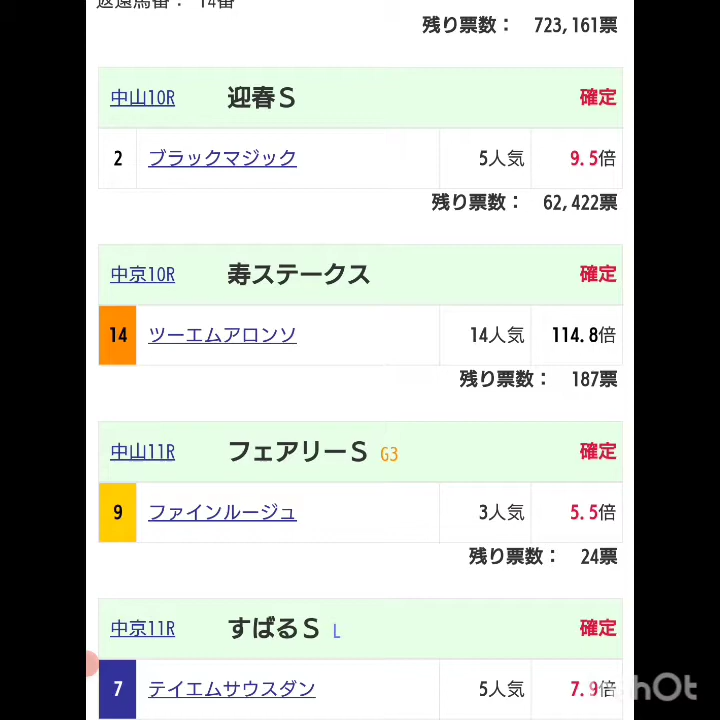 返還馬番： 14番
残り票数： 723,161票
中山10R 迎春Ｓ 確定
2 ブラックマジック 5人気 9.5倍
残り票数： 62,422票
中京10R 寿ステークス 確定
14 ツーエムアロンソ 14人気 114.8倍
残り票数： 187票
中山11R フェアリーＳ G3 確定
9 ファインルージュ 3人気 5.5倍
残り票数： 24票
中京11R すばるＳ L 確定
7 テイエムサウスダン 5人気 7.9倍